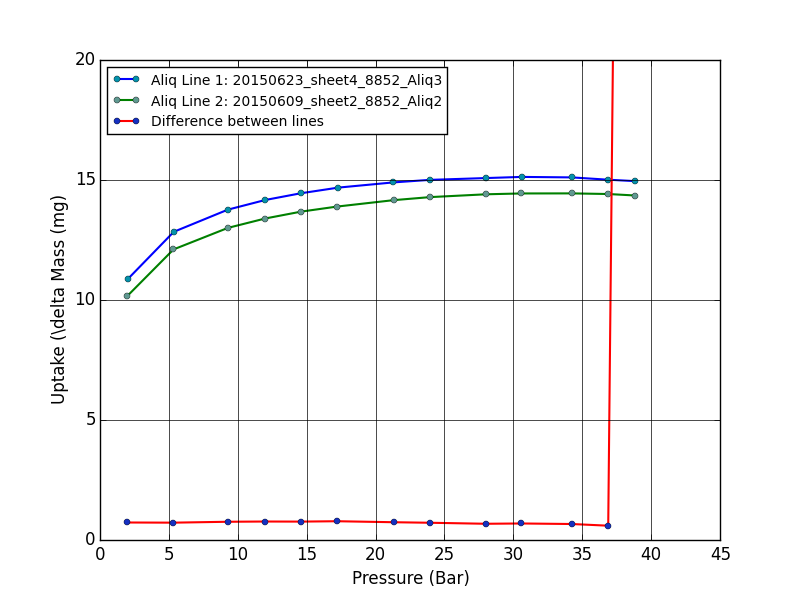 20
15
10
5
0
Uptake (\delta Mass (mg)
Aliq Line 1: 20150623_sheet4_8852_Aliq3
Aliq Line 2: 20150609_sheet2_8852_Aliq2
Difference between lines
0 5 10 15 20 25 30 35 40 45
Pressure (Bar)